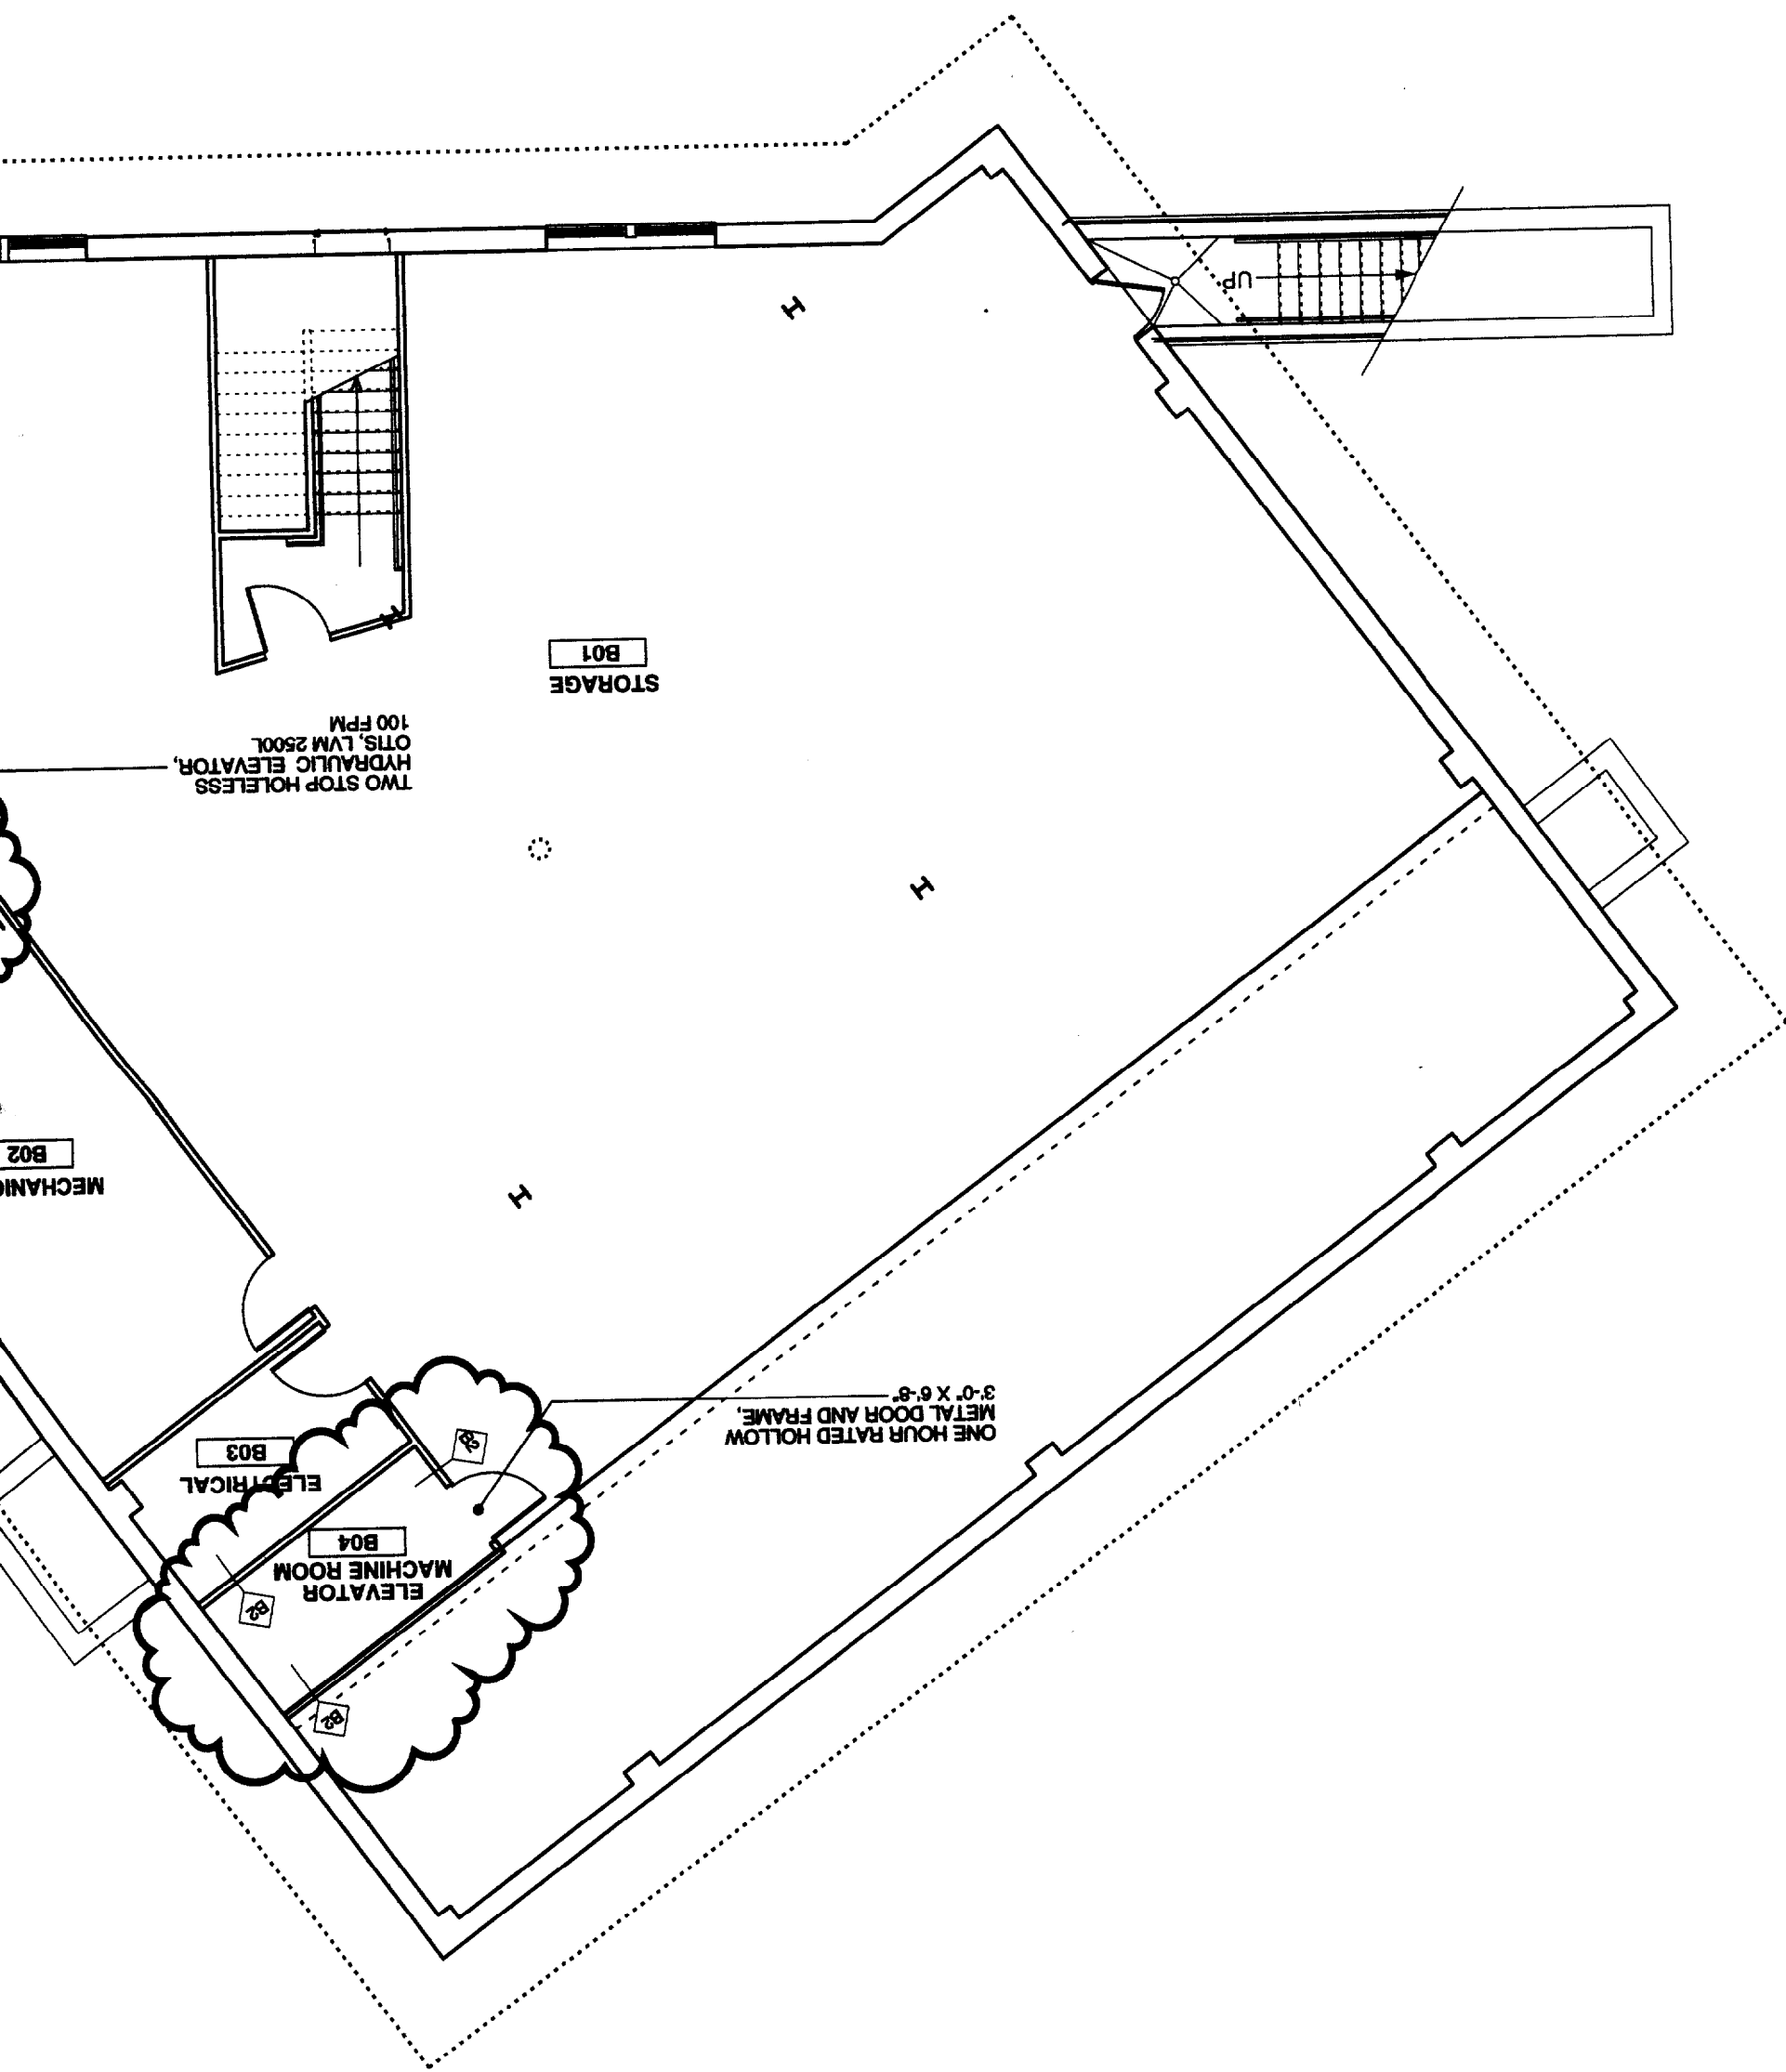 B2
B2
ELEVATOR
MACHINE ROOM
B04
ELECTRICAL
B03
B2
ONE HOUR RATED HOLLOW
METAL DOOR AND FRAME,
3'-0" X 6'-8"
MECHANIC
B02
TWO STOP HOLELESS
HYDRAULIC ELEVATOR,
OTIS, LVM 2500L
100 FPM
STORAGE
B01
UP